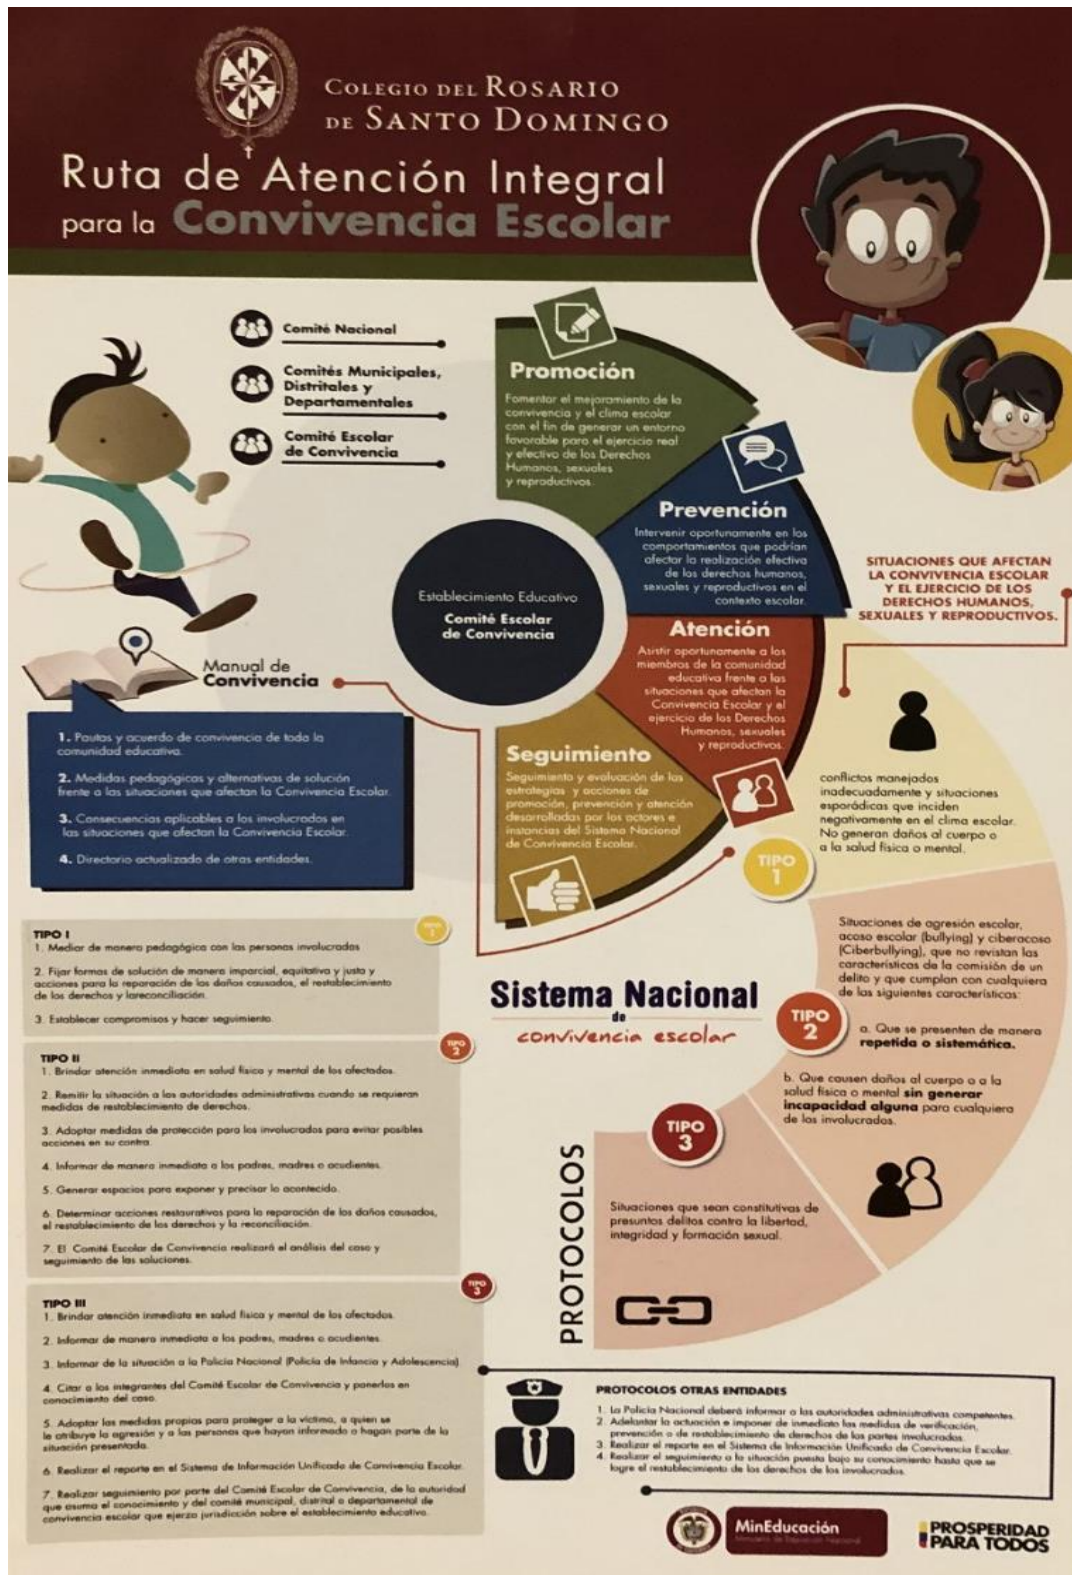 COLEGIO DEL ROSARIO
DE SANTO DOMINGO
Ruta de Atención Integral
para la Convivencia Escolar
Comité Nacional
Comités Municipales,
Distritales y
Departamentales
Comité Escolar
de Convivencia
Promoción
Fomentar el mejoramiento de la
convivencia y el clima escolar
con el fin de generar un entorno
favorable para el ejercicio real
y efectivo de los Derechos
Humanos, sexuales
y reproductivos.
Prevención
Intervenir oportunamente en los
comportamientos que podrían
afectar la realización efectiva
de los derechos humanos,
sexuales y reproductivos en el
contexto escolar.
SITUACIONES QUE AFECTAN
LA CONVIVENCIA ESCOLAR
Y EL EJERCICIO DE LOS
DERECHOS HUMANOS,
SEXUALES Y REPRODUCTIVOS.
Establecimiento Educativo
Comité Escolar
de Convivencia
Atención
Asistir oportunamente a los
miembros de la comunidad
educativa frente a las
situaciones que afectan la
Convivencia Escolar y el
ejercicio de los Derechos
Humanos, sexuales
y reproductivos.
Manual de
Convivencia
1. Pautas y acuerdo de convivencia de toda la
comunidad educativa.
2. Medidas pedagógicas y alternativas de solución
frente a las situaciones que afectan la Convivencia Escolar.
3. Consecuencias aplicables a los involucrados en
las situaciones que afectan la Convivencia Escolar.
4. Directorio actualizado de otras entidades.
Seguimiento
Seguimiento y evaluación de las
estrategias y acciones de
promoción, prevención y atención
desarrolladas por los actores e
instancias del Sistema Nacional
de Convivencia Escolar.
TIPO
1
conflictos manejados
inadecuadamente y situaciones
esporádicas que inciden
negativamente en el clima escolar.
No generan daños al cuerpo o
a la salud física o mental.
TIPO
2
Situaciones de agresión escolar,
acoso escolar (bullying) y ciberacoso
(Ciberbullying), que no revistan las
características de la comisión de un
delito y que cumplan con cualquiera
de las siguientes características:
a. Que se presenten de manera
repetida o sistemática.
b. Que causen daños al cuerpo o a la
salud física o mental sin generar
incapacidad alguna para cualquiera
de los involucrados.
Sistema Nacional
de
convivencia escolar
TIPO
3
PROTOCOLOS
Situaciones que sean constitutivas de
presuntos delitos contra la libertad,
integridad y formación sexual.
TIPO
1
TIPO I
1. Mediar de manera pedagógica con las personas involucradas
2. Fijar formas de solución de manera imparcial, equitativa y justa y
acciones para la reparación de los daños causados, el restablecimiento
de los derechos y lareconciliación.
3. Establecer compromisos y hacer seguimiento.
TIPO
2
TIPO II
1. Brindar atención inmediata en salud física y mental de los afectados.
2. Remitir la situación a las autoridades administrativas cuando se requieran
medidas de restablecimiento de derechos.
3. Adoptar medidas de protección para los involucrados para evitar posibles
acciones en su contra.
4. Informar de manera inmediata a los padres, madres o acudientes.
5. Generar espacios para exponer y precisar lo acontecido.
6. Determinar acciones restaurativas para la reparación de los daños causados,
el restablecimiento de los derechos y la reconciliación.
7. El Comité Escolar de Convivencia realizará el análisis del caso y
seguimiento de las soluciones.
TIPO
3
TIPO III
1. Brindar atención inmediata en salud física y mental de los afectados.
2. Informar de manera inmediata a los padres, madres o acudientes.
3. Informar de la situación a la Policía Nacional (Policía de Infancia y Adolescencia)
4. Citar a los integrantes del Comité Escolar de Convivencia y ponerlos en
conocimiento del caso.
5. Adoptar las medidas propias para proteger a la víctima, a quien se
le atribuye la agresión y a las personas que hayan informado o hagan parte de la
situación presentada.
6. Realizar el reporte en el Sistema de Información Unificado de Convivencia Escolar.
7. Realizar seguimiento por parte del Comité Escolar de Convivencia, de la autoridad
que asuma el conocimiento y del comité municipal, distrital o departamental de
convivencia escolar que ejerza jurisdicción sobre el establecimiento educativo.
PROTOCOLOS OTRAS ENTIDADES
1. La Policía Nacional deberá informar a las autoridades administrativas competentes.
2. Adelantar la actuación e imponer de inmediato las medidas de verificación,
prevención o de restablecimiento de derechos de las partes involucradas.
3. Realizar el reporte en el Sistema de Información Unificado de Convivencia Escolar.
4. Realizar el seguimiento a la situación puesta bajo su conocimiento hasta que se
logre el restablecimiento de los derechos de los involucrados.
MinEducación
Ministerio de Educación Nacional
PROSPERIDAD
PARA TODOS